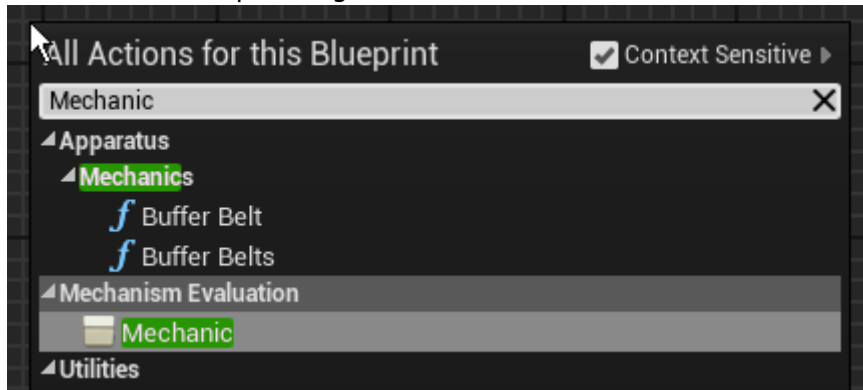 All Actions for this Blueprint Context Sensitive
Mechanic
Apparatus
Mechanics
Buffer Belt
Buffer Belts
Mechanism Evaluation
Mechanic
Utilities